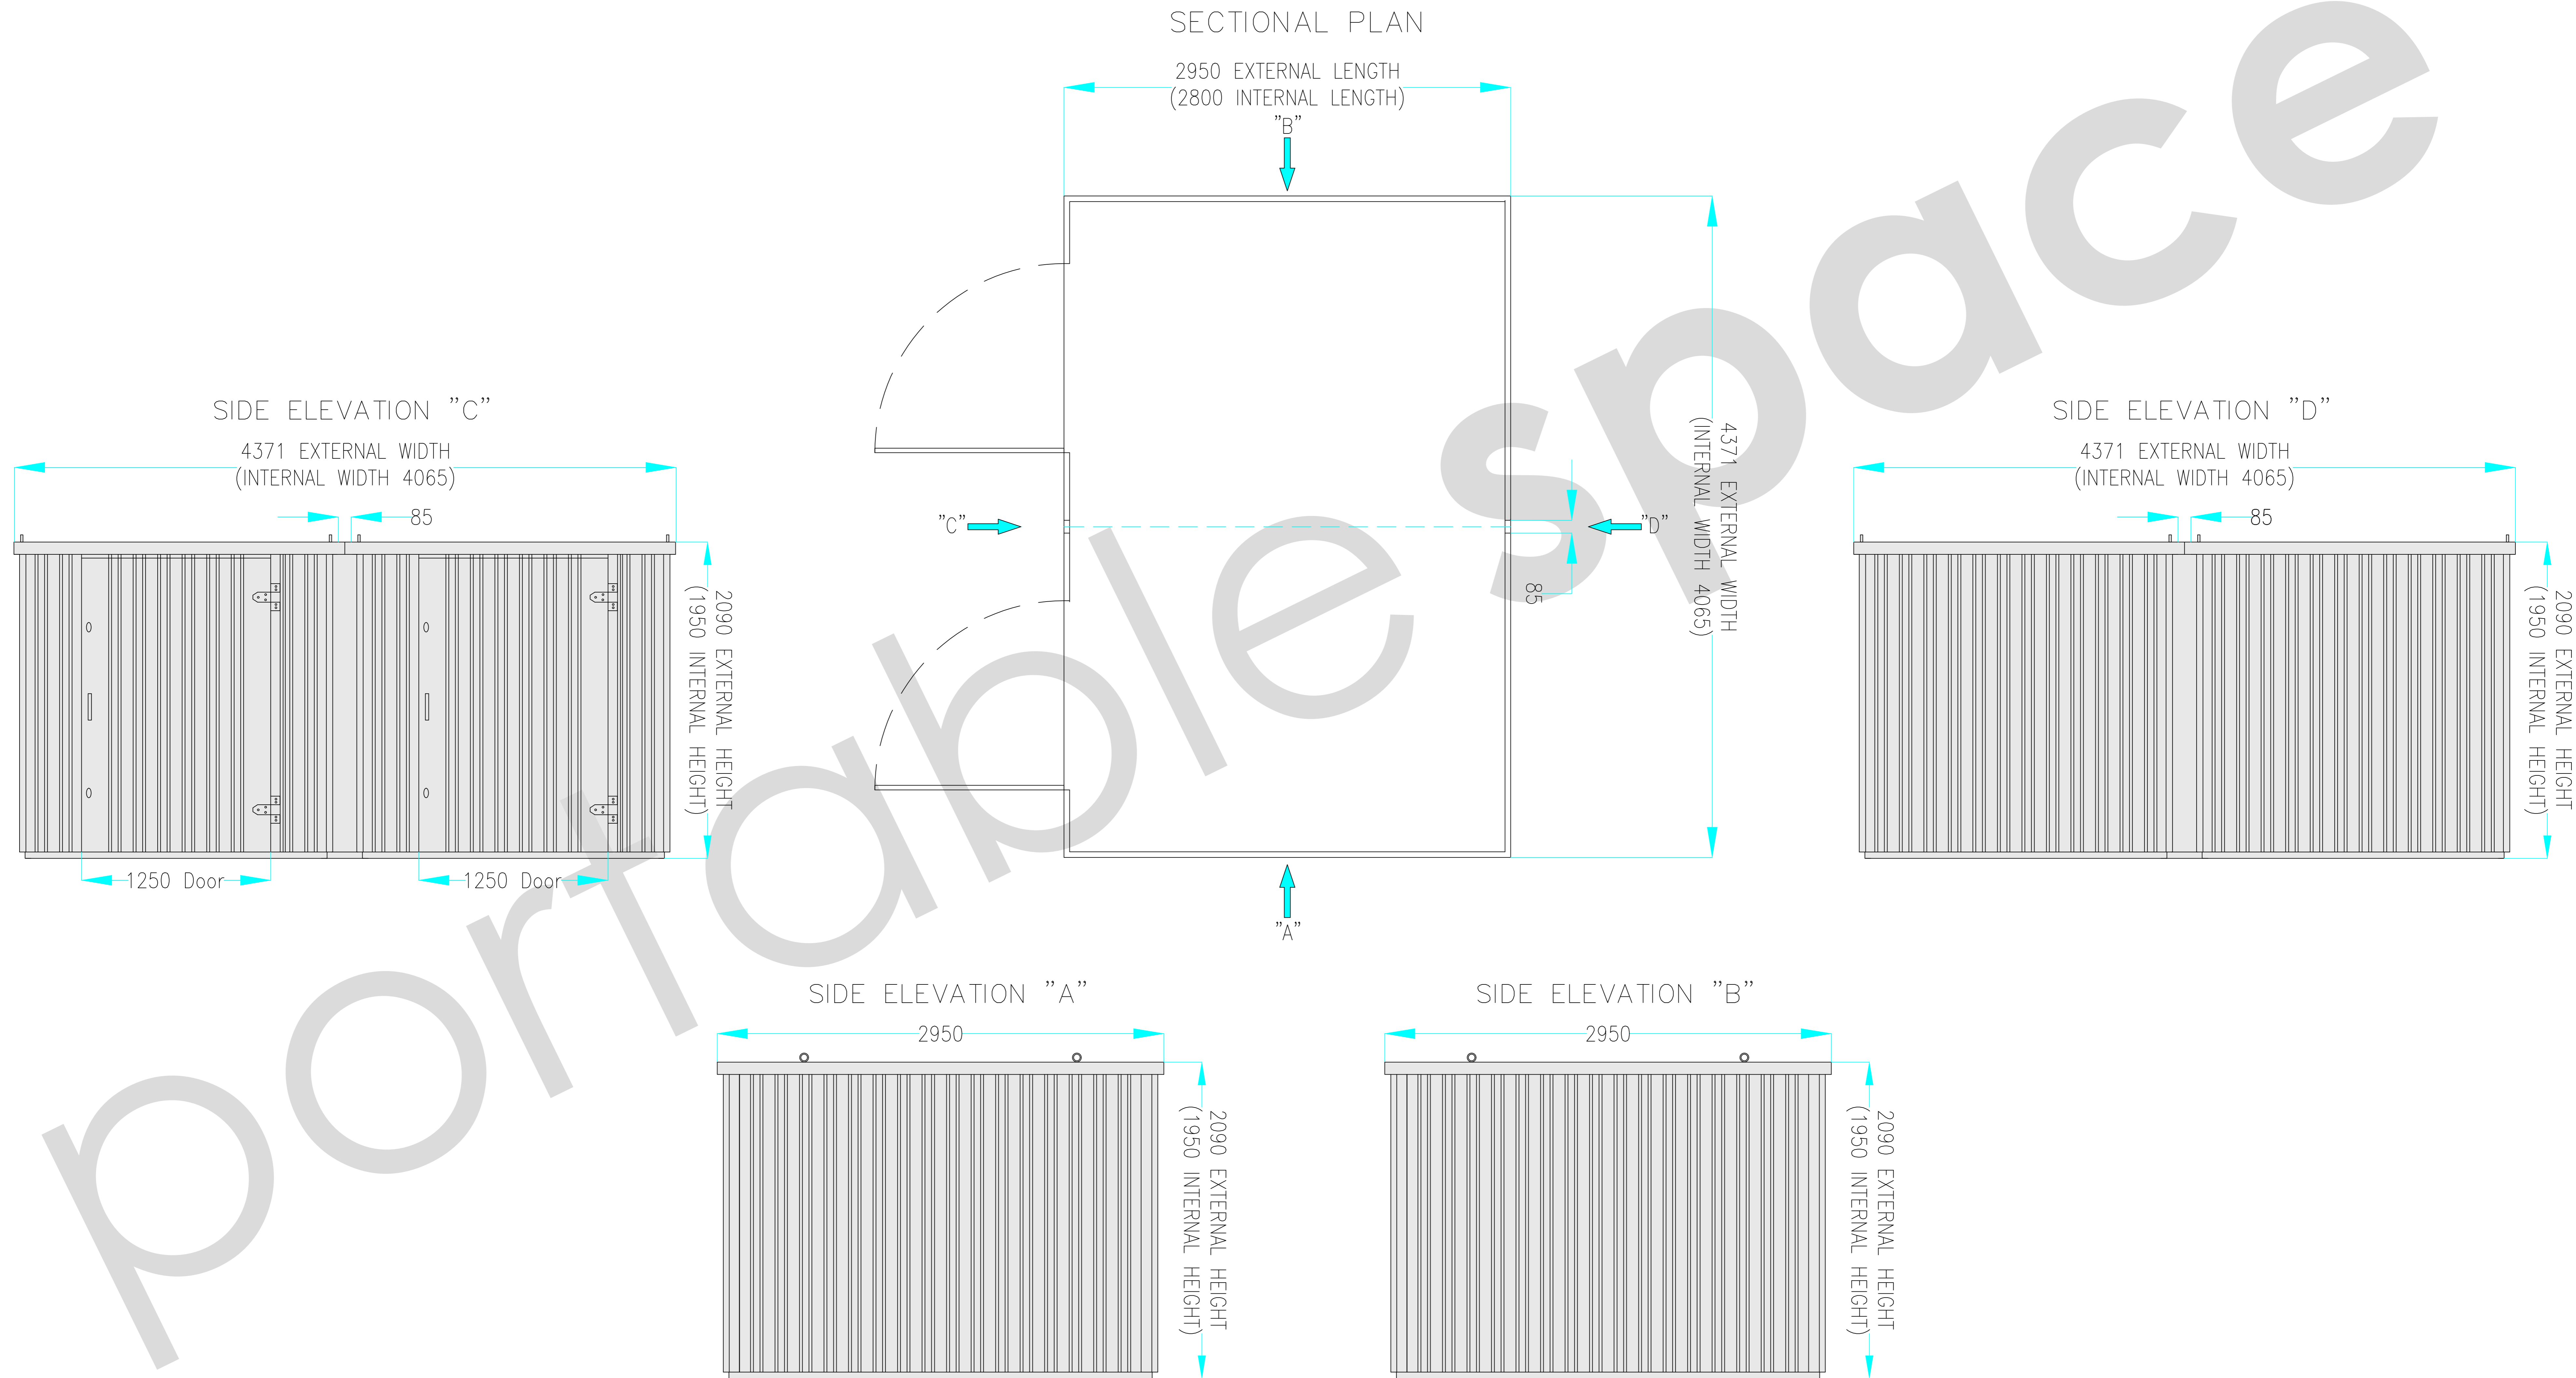 SECTIONAL PLAN
2950 EXTERNAL LENGTH
(2800 INTERNAL LENGTH)
"B"
4371 EXTERNAL WIDTH
(INTERNAL WIDTH 4065)
"C"
"D"
85
"A"
SIDE ELEVATION "C"
4371 EXTERNAL WIDTH
(INTERNAL WIDTH 4065)
85
2090 EXTERNAL HEIGHT
(1950 INTERNAL HEIGHT)
1250 Door
1250 Door
SIDE ELEVATION "D"
4371 EXTERNAL WIDTH
(INTERNAL WIDTH 4065)
85
2090 EXTERNAL HEIGHT
(1950 INTERNAL HEIGHT)
SIDE ELEVATION "A"
2950
2090 EXTERNAL HEIGHT
(1950 INTERNAL HEIGHT)
SIDE ELEVATION "B"
2950
2090 EXTERNAL HEIGHT
(1950 INTERNAL HEIGHT)
portable space